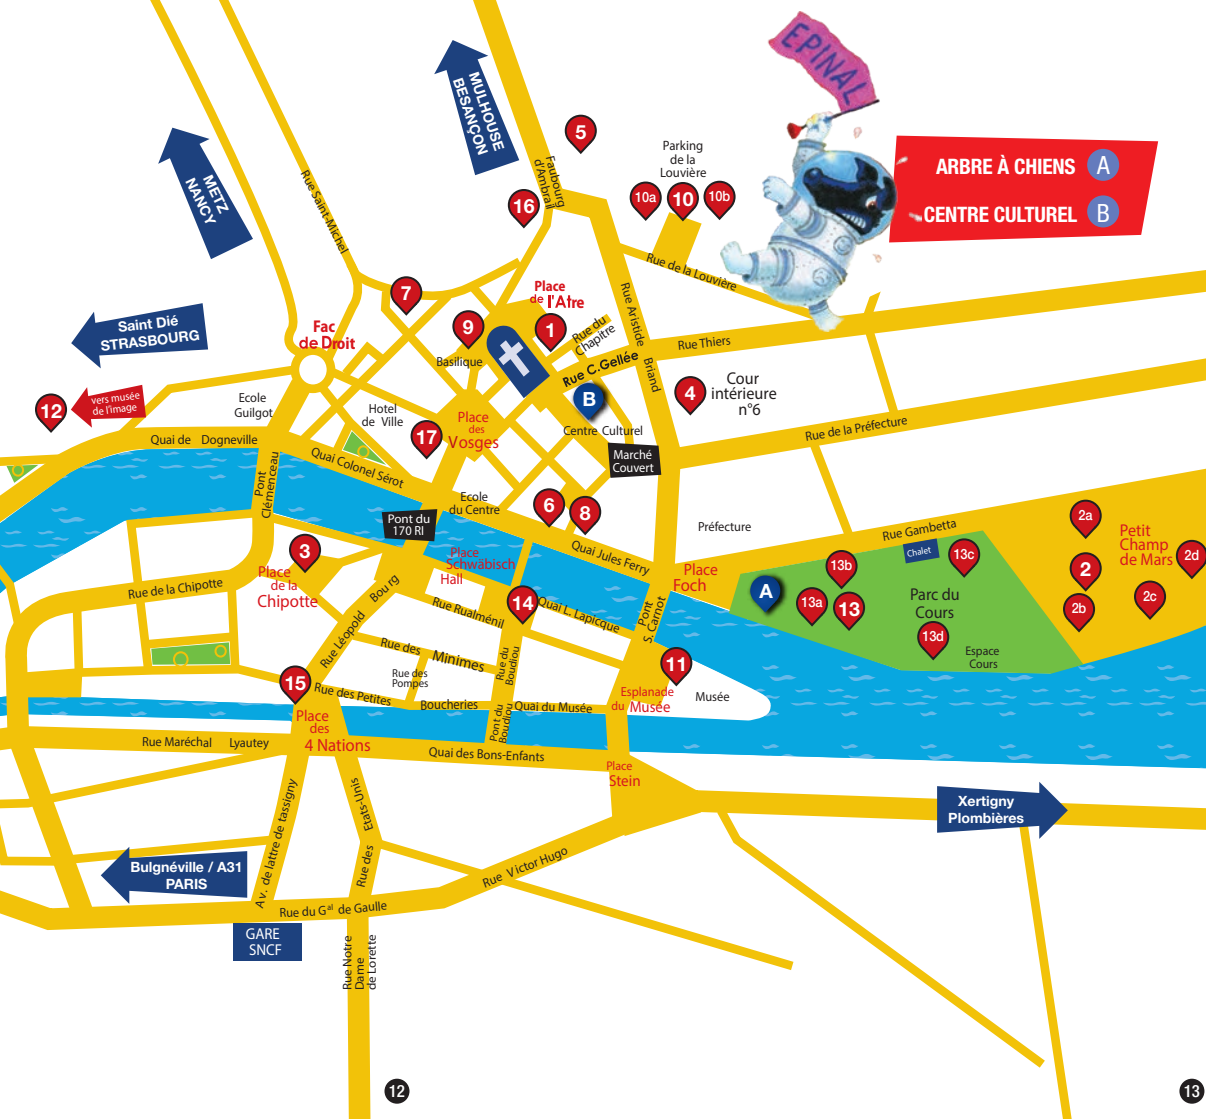 EPINAL
ARBRE À CHIENS A
CENTRE CULTUREL B
MULHOUSE
BESANÇON
METZ
NANCY
Saint Dié
STRASBOURG
12
vers musée
de l'image
Rue Saint-Michel
Faubourg
d'Ambrail
5
16
Parking
de la
Louvière
10a
10
10b
Rue de la Louvière
7
Place
de l'Atre
9
1
Rue du
Chapitre
Rue Aristide
Briand
Rue Thiers
Fac
de Droit
Basilique
Rue C.Gellée
B
Centre Culturel
4
Cour
intérieure
n°6
Ecole
Guilgot
Hotel
de Ville
17
Place
des
Vosges
Marché
Couvert
Rue de la Préfecture
Quai de Dogneville
Quai Colonel Sérot
Pont
Clémenceau
Ecole
du Centre
6
8
Pont du
170 RI
Préfecture
Rue Gambetta
Quai Jules Ferry
3
Place
de la
Chipotte
Place
Schwäbisch
Hall
Place
Foch
A
Chalet
13b
13c
13a
13
13d
Parc du
Cours
Espace
Cours
2a
Petit
Champ
de Mars
2
2d
2b
2c
Rue de la Chipotte
Rue Léopold Bourg
Rue Rualménil
14
Quai L. Lapicque
Pont
S. Carnot
Rue des Minimes
Rue du
Boudiou
Rue des
Pompes
11
Musée
15
Rue des Petites Boucheries
Quai du Musée
Esplanade
du Musée
Pont du
Boudiou
Place
des
4 Nations
Rue Maréchal Lyautey
Quai des Bons-Enfants
Place
Stein
Xertigny
Plombières
Av. de lattre de tassigny
Rue des Etats-Unis
Bulgnéville / A31
PARIS
Rue Victor Hugo
Rue du Gal de Gaulle
GARE
SNCF
Rue Notre
Dame
de Lorette
12
13